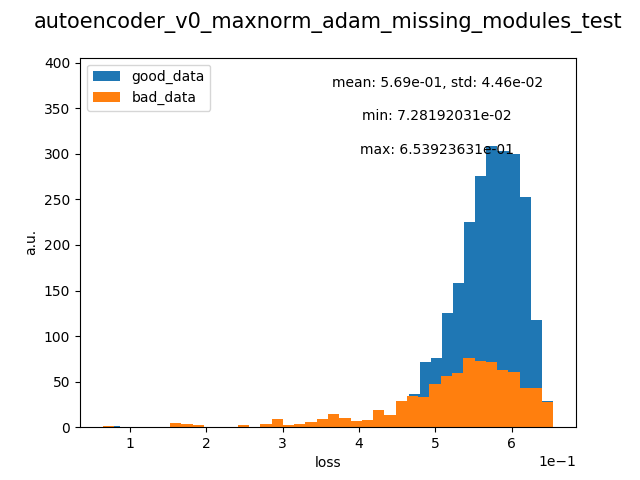 autoencoder_v0_maxnorm_adam_missing_modules_test
400
350
300
250
200
150
100
50
0
a.u.
good_data
bad_data
mean: 5.69e-01, std: 4.46e-02
min: 7.28192031e-02
max: 6.53923631e-01
1 2 3 4 5 6
loss
1e−1